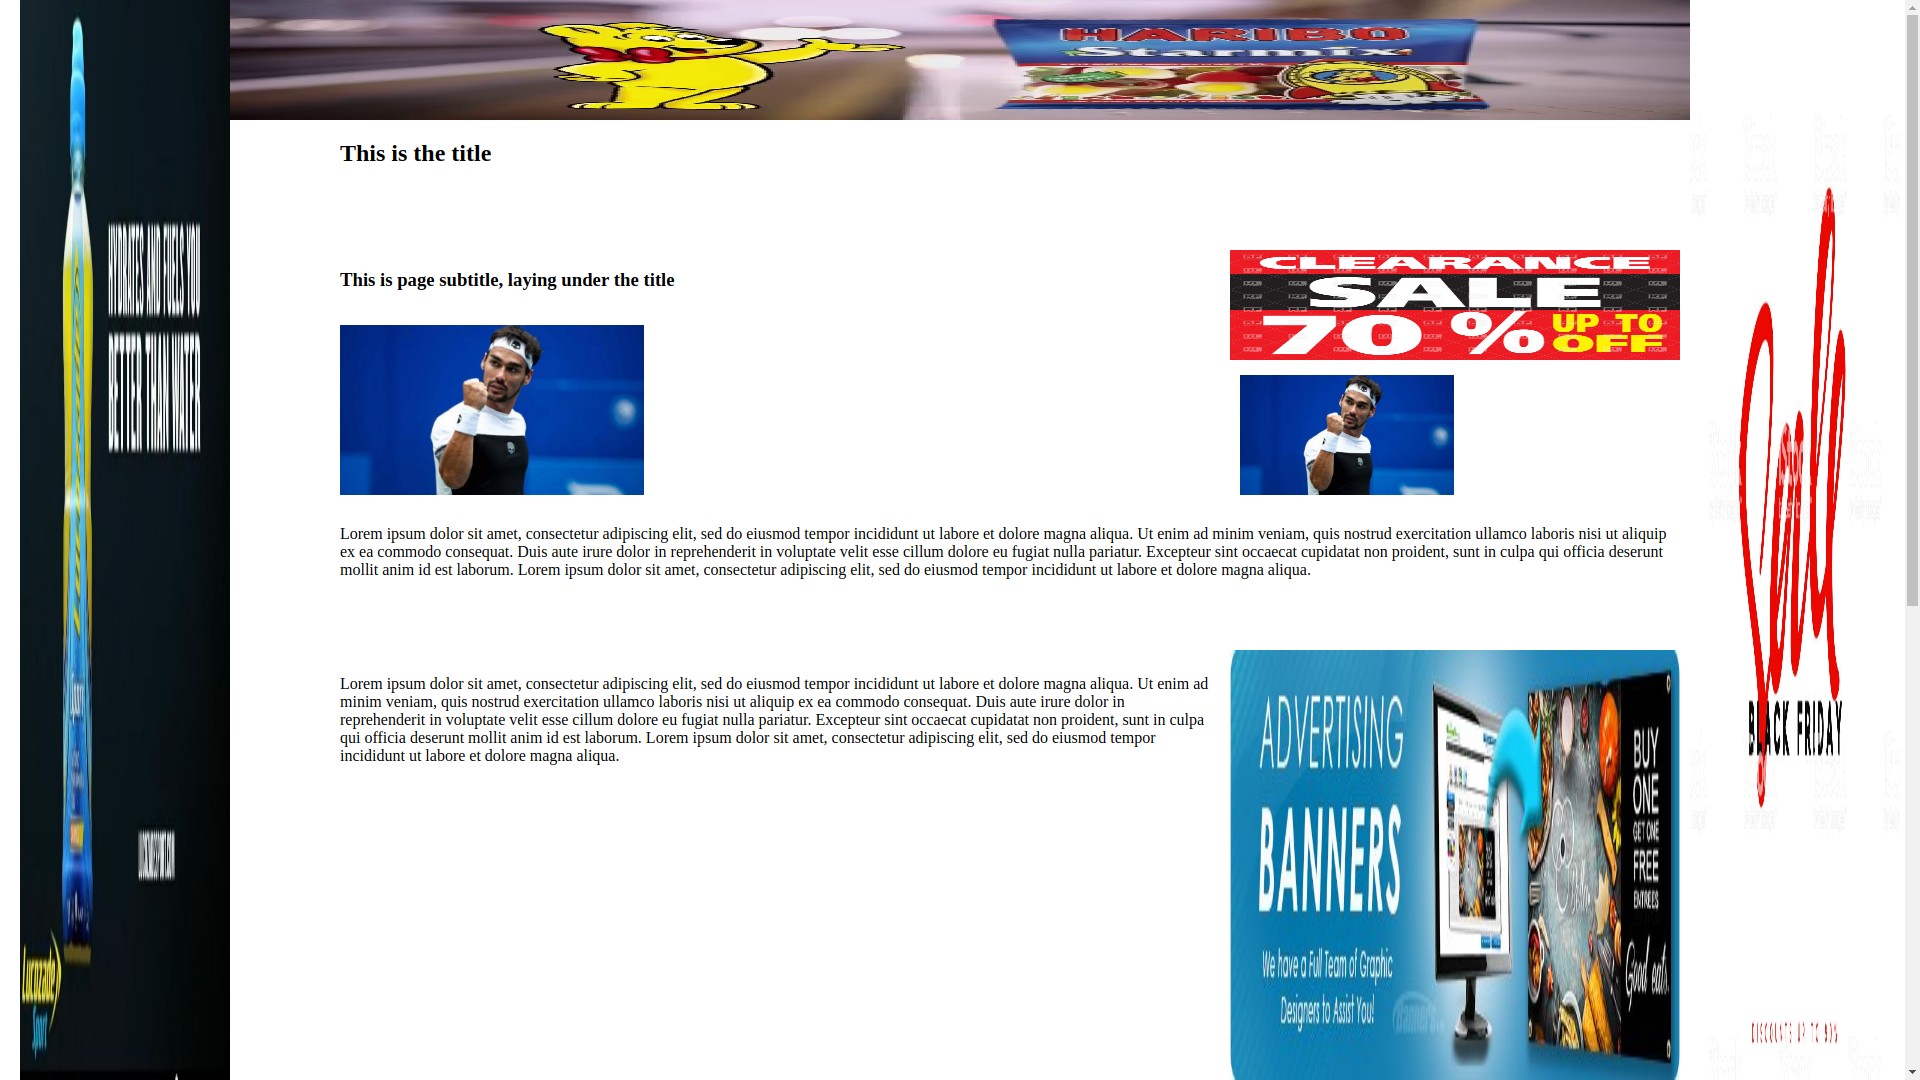 HARIBO
Starmix
HYDRATES AND FUELS YOU
BETTER THAN WATER
This is the title
This is page subtitle, laying under the title
CLEARANCE
SALE
70% UP TO
OFF
Lorem ipsum dolor sit amet, consectetur adipiscing elit, sed do eiusmod tempor incididunt ut labore et dolore magna aliqua. Ut enim ad minim veniam, quis nostrud exercitation ullamco laboris nisi ut aliquip
ex ea commodo consequat. Duis aute irure dolor in reprehenderit in voluptate velit esse cillum dolore eu fugiat nulla pariatur. Excepteur sint occaecat cupidatat non proident, sunt in culpa qui officia deserunt
mollit anim id est laborum. Lorem ipsum dolor sit amet, consectetur adipiscing elit, sed do eiusmod tempor incididunt ut labore et dolore magna aliqua.
Lorem ipsum dolor sit amet, consectetur adipiscing elit, sed do eiusmod tempor incididunt ut labore et dolore magna aliqua. Ut enim ad
minim veniam, quis nostrud exercitation ullamco laboris nisi ut aliquip ex ea commodo consequat. Duis aute irure dolor in
reprehenderit in voluptate velit esse cillum dolore eu fugiat nulla pariatur. Excepteur sint occaecat cupidatat non proident, sunt in culpa
qui officia deserunt mollit anim id est laborum. Lorem ipsum dolor sit amet, consectetur adipiscing elit, sed do eiusmod tempor
incididunt ut labore et dolore magna aliqua.
ADVERTISING
BANNERS
We have a Full Team of Graphic
Designers to Assist You!
BUY
ONE
GET ONE
FREE
ENTREES
Good eats.
BLACK FRIDAY
DISCOUNTS UP TO 90%
Lucozade
Sport